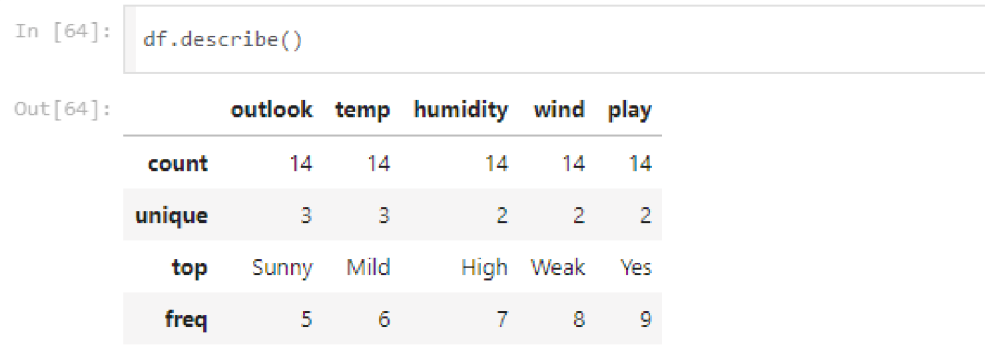 In [64]: df.describe()
Out[64]: outlook temp humidity wind play
count 14 14 14 14 14
unique 3 3 2 2 2
top Sunny Mild High Weak Yes
freq 5 6 7 8 9